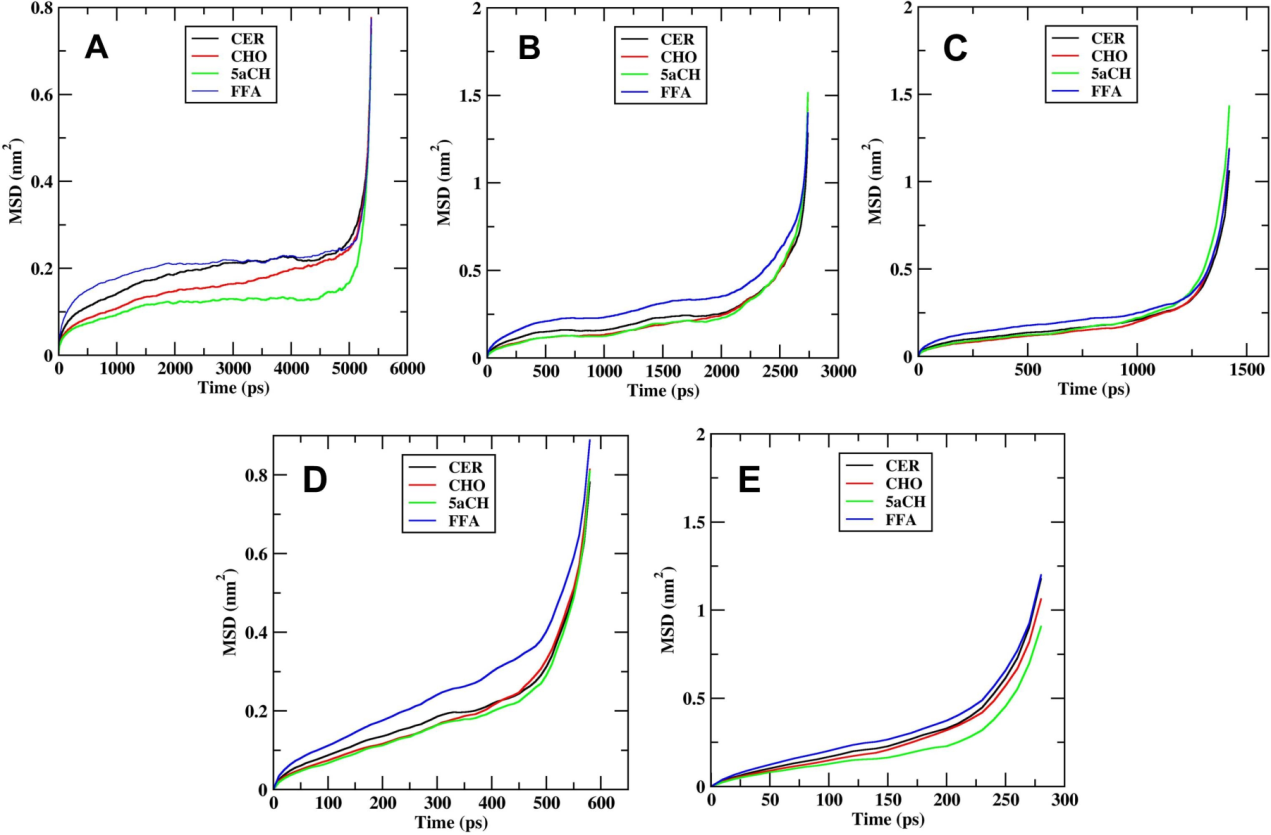 A
CER
CHO
5aCH
FFA
MSD (nm2)
0.8
0.6
0.4
0.2
0
0 1000 2000 3000 4000 5000 6000
Time (ps)
B
CER
CHO
5aCH
FFA
MSD (nm2)
2
1.5
1
0.5
0
0 500 1000 1500 2000 2500 3000
Time (ps)
C
CER
CHO
5aCH
FFA
MSD (nm2)
2
1.5
1
0.5
0
0 500 1000 1500
Time (ps)
D
CER
CHO
5aCH
FFA
MSD (nm2)
0.8
0.6
0.4
0.2
0
0 100 200 300 400 500 600
Time (ps)
E
CER
CHO
5aCH
FFA
MSD (nm2)
2
1.5
1
0.5
0
0 50 100 150 200 250 300
Time (ps)